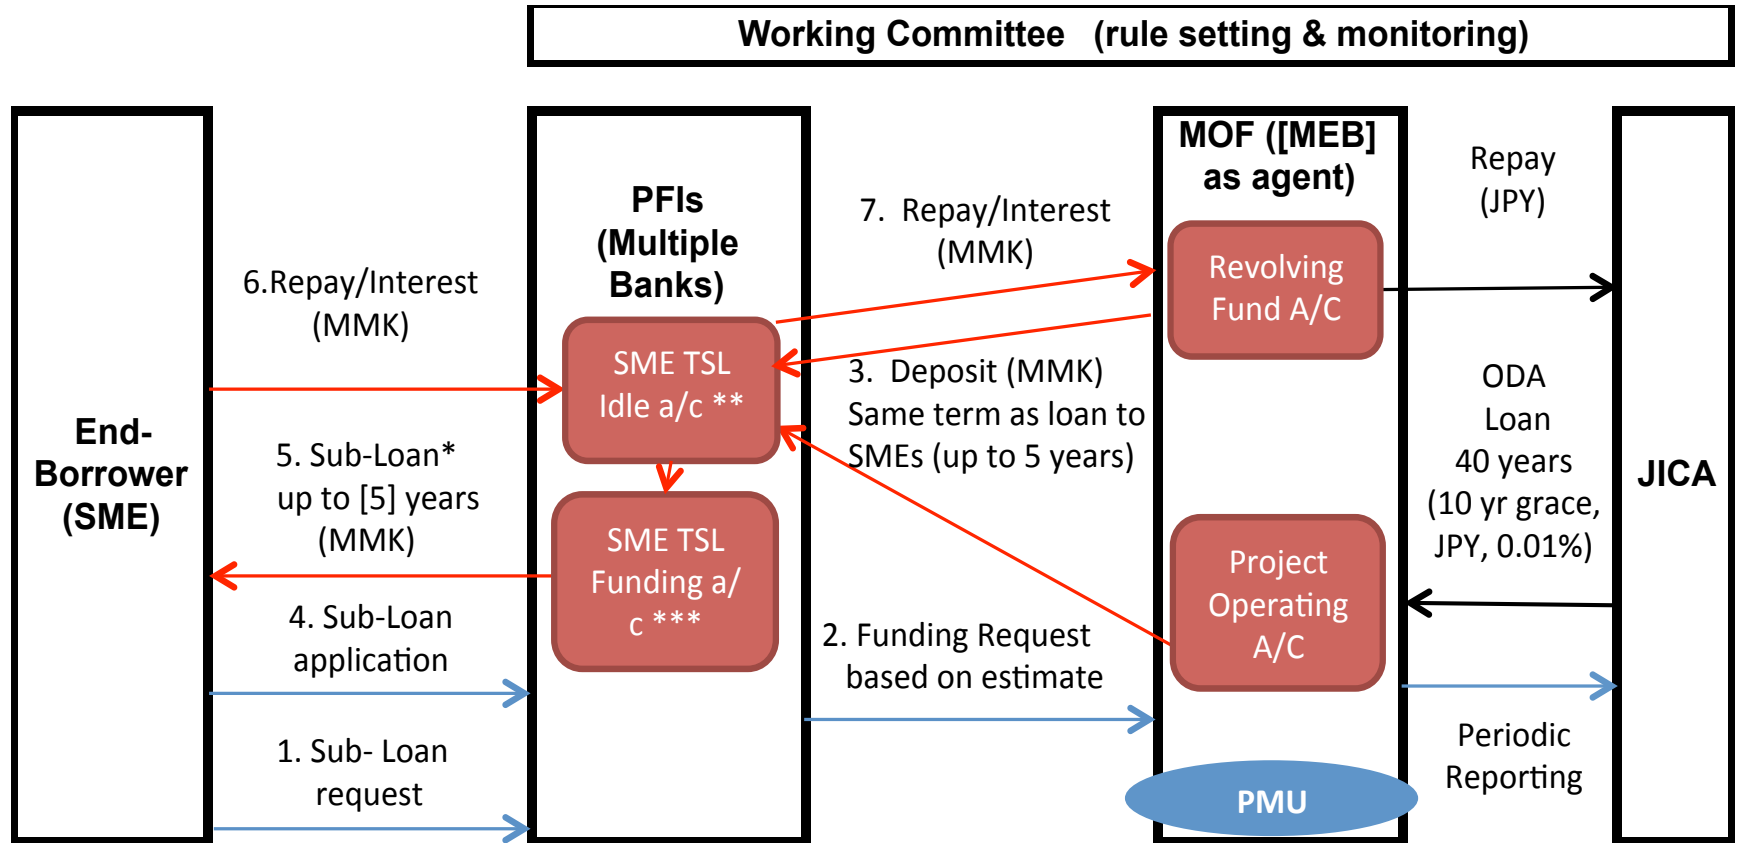 Working Committee (rule setting & monitoring)
End-
Borrower
(SME)
6.Repay/Interest
(MMK)
5. Sub-Loan*
up to [5] years
(MMK)
4. Sub-Loan
application
1. Sub- Loan
request
PFIs
(Multiple
Banks)
SME TSL
Idle a/c **
SME TSL
Funding a/
c ***
7. Repay/Interest
(MMK)
3. Deposit (MMK)
Same term as loan to
SMEs (up to 5 years)
2. Funding Request
based on estimate
MOF ([MEB]
as agent)
Revolving
Fund A/C
Project
Operating
A/C
PMU
Repay
(JPY)
ODA
Loan
40 years
(10 yr grace,
JPY, 0.01%)
Periodic
Reporting
JICA